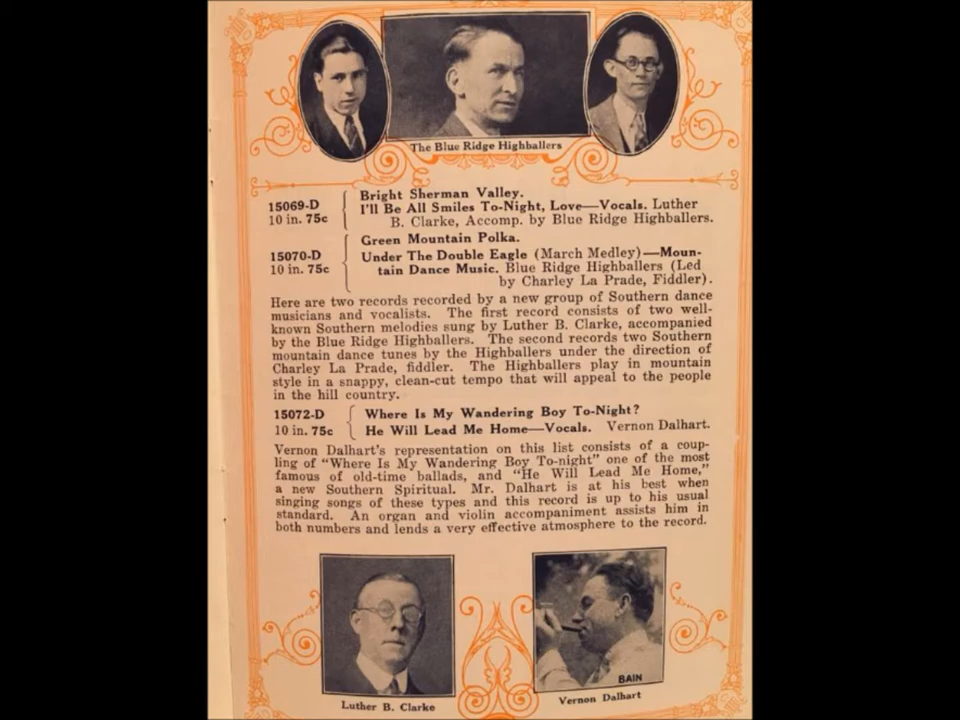 The Blue Ridge Highballers
15069-D
10 in. 75c
Bright Sherman Valley.
I'll Be All Smiles To-Night, Love—Vocals. Luther
B. Clarke, Accomp. by Blue Ridge Highballers.
15070-D
10 in. 75c
Green Mountain Polka.
Under The Double Eagle (March Medley)—Moun-
tain Dance Music. Blue Ridge Highballers (Led
by Charley La Prade, Fiddler).
Here are two records recorded by a new group of Southern dance
musicians and vocalists. The first record consists of two well-
known Southern melodies sung by Luther B. Clarke, accompanied
by the Blue Ridge Highballers. The second records two Southern
mountain dance tunes by the Highballers under the direction of
Charley La Prade, fiddler. The Highballers play in mountain
style in a snappy, clean-cut tempo that will appeal to the people
in the hill country.
15072-D
10 in. 75c
Where Is My Wandering Boy To-Night?
He Will Lead Me Home—Vocals. Vernon Dalhart.
Vernon Dalhart's representation on this list consists of a coup-
ling of "Where Is My Wandering Boy To-night" one of the most
famous of old-time ballads, and "He Will Lead Me Home,"
a new Southern Spiritual. Mr. Dalhart is at his best when
singing songs of these types and this record is up to his usual
standard. An organ and violin accompaniment assists him in
both numbers and lends a very effective atmosphere to the record.
BAIN
Luther B. Clarke
Vernon Dalhart